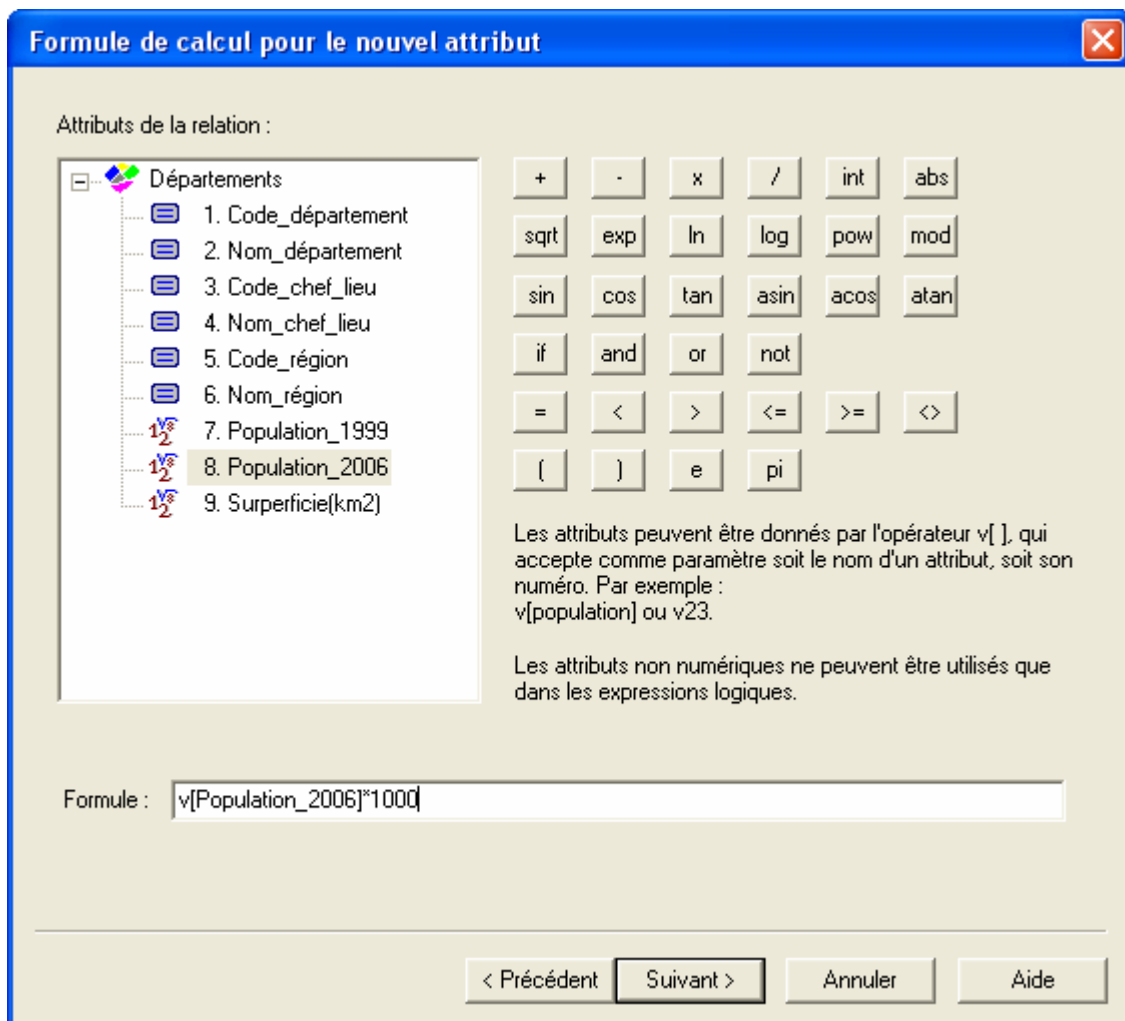 Formule de calcul pour le nouvel attribut
Attributs de la relation :
Départements
1. Code_département
2. Nom_département
3. Code_chef_lieu
4. Nom_chef_lieu
5. Code_région
6. Nom_région
7. Population_1999
8. Population_2006
9. Surperficie(km2)
+ - x / int abs
sqrt exp ln log pow mod
sin cos tan asin acos atan
if and or not
= < > <= >= <>
( ) e pi
Les attributs peuvent être donnés par l'opérateur v[ ], qui
accepte comme paramètre soit le nom d'un attribut, soit son
numéro. Par exemple :
v[population] ou v23.
Les attributs non numériques ne peuvent être utilisés que
dans les expressions logiques.
Formule : v[Population_2006]*1000
< Précédent Suivant > Annuler Aide